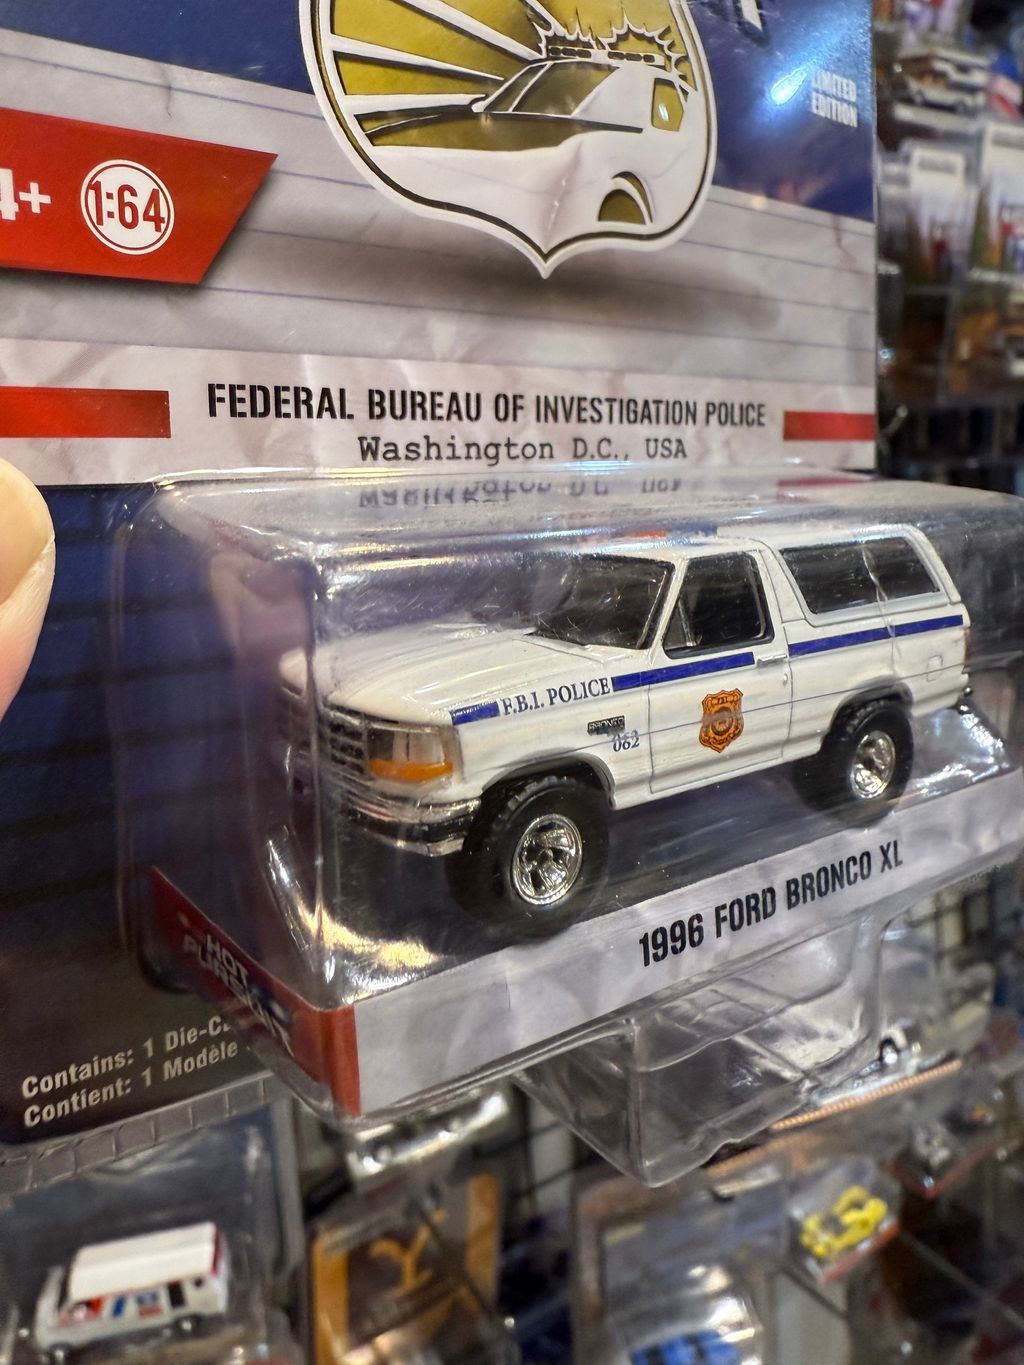 LIMITED
EDITION
4+
1:64
FEDERAL BUREAU OF INVESTIGATION POLICE
Washington D.C., USA
F.B.I. POLICE
BRONCO
062
1996 FORD BRONCO XL
HOT
PURSUIT
Contains: 1 Die-C
Contient: 1 Modèle